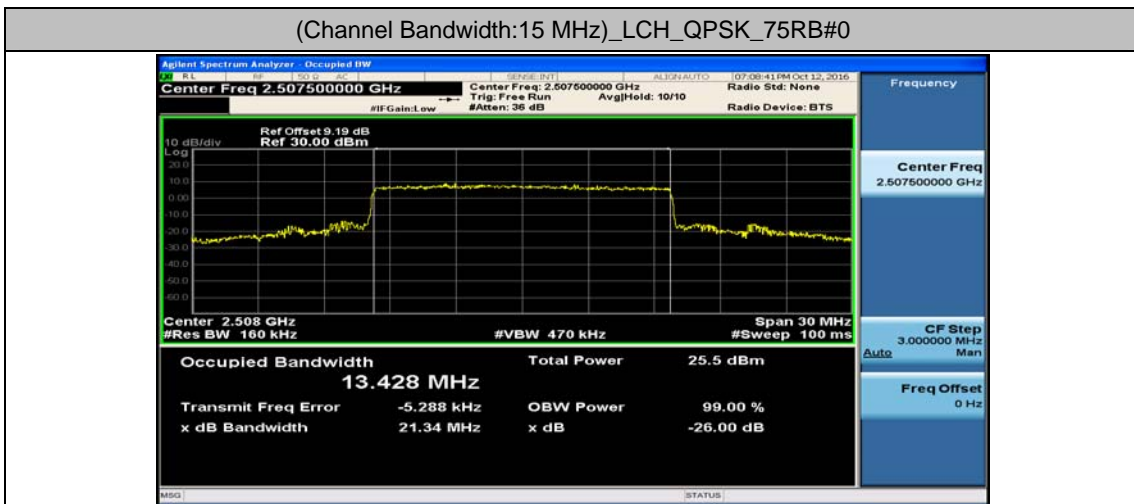 (Channel Bandwidth:15 MHz)_LCH_QPSK_75RB#0
Agilent Spectrum Analyzer - Occupied BW
RL RF 50 Ω AC SENSE:INT ALIGN AUTO 07:08:41 PM Oct 12, 2016
Center Freq 2.507500000 GHz Center Freq: 2.507500000 GHz Radio Std: None Frequency
Trig: Free Run Avg|Hold: 10/10
#IFGain:Low #Atten: 36 dB Radio Device: BTS
Ref Offset 9.19 dB
10 dB/div Ref 30.00 dBm
Log
20.0
10.0
0.00
-10.0
-20.0
-30.0
-40.0
-50.0
-60.0
Center Freq
2.507500000 GHz
Center 2.508 GHz Span 30 MHz
#Res BW 160 kHz #VBW 470 kHz #Sweep 100 ms
CF Step
3.000000 MHz
Auto Man
Occupied Bandwidth Total Power 25.5 dBm
13.428 MHz
Transmit Freq Error -5.288 kHz OBW Power 99.00 %
x dB Bandwidth 21.34 MHz x dB -26.00 dB
Freq Offset
0 Hz
MSG STATUS